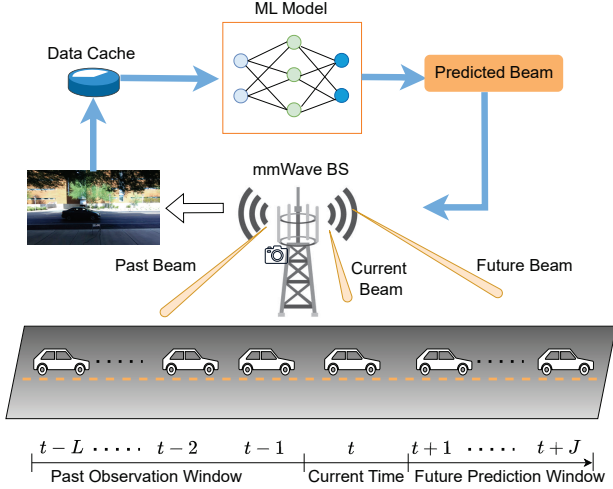 ML Model
Data Cache
Predicted Beam
mmWave BS
Past Beam
Current
Beam
Future Beam
t − L ····· t − 2 t − 1 t t + 1 ····· t + J
Past Observation Window Current Time Future Prediction Window